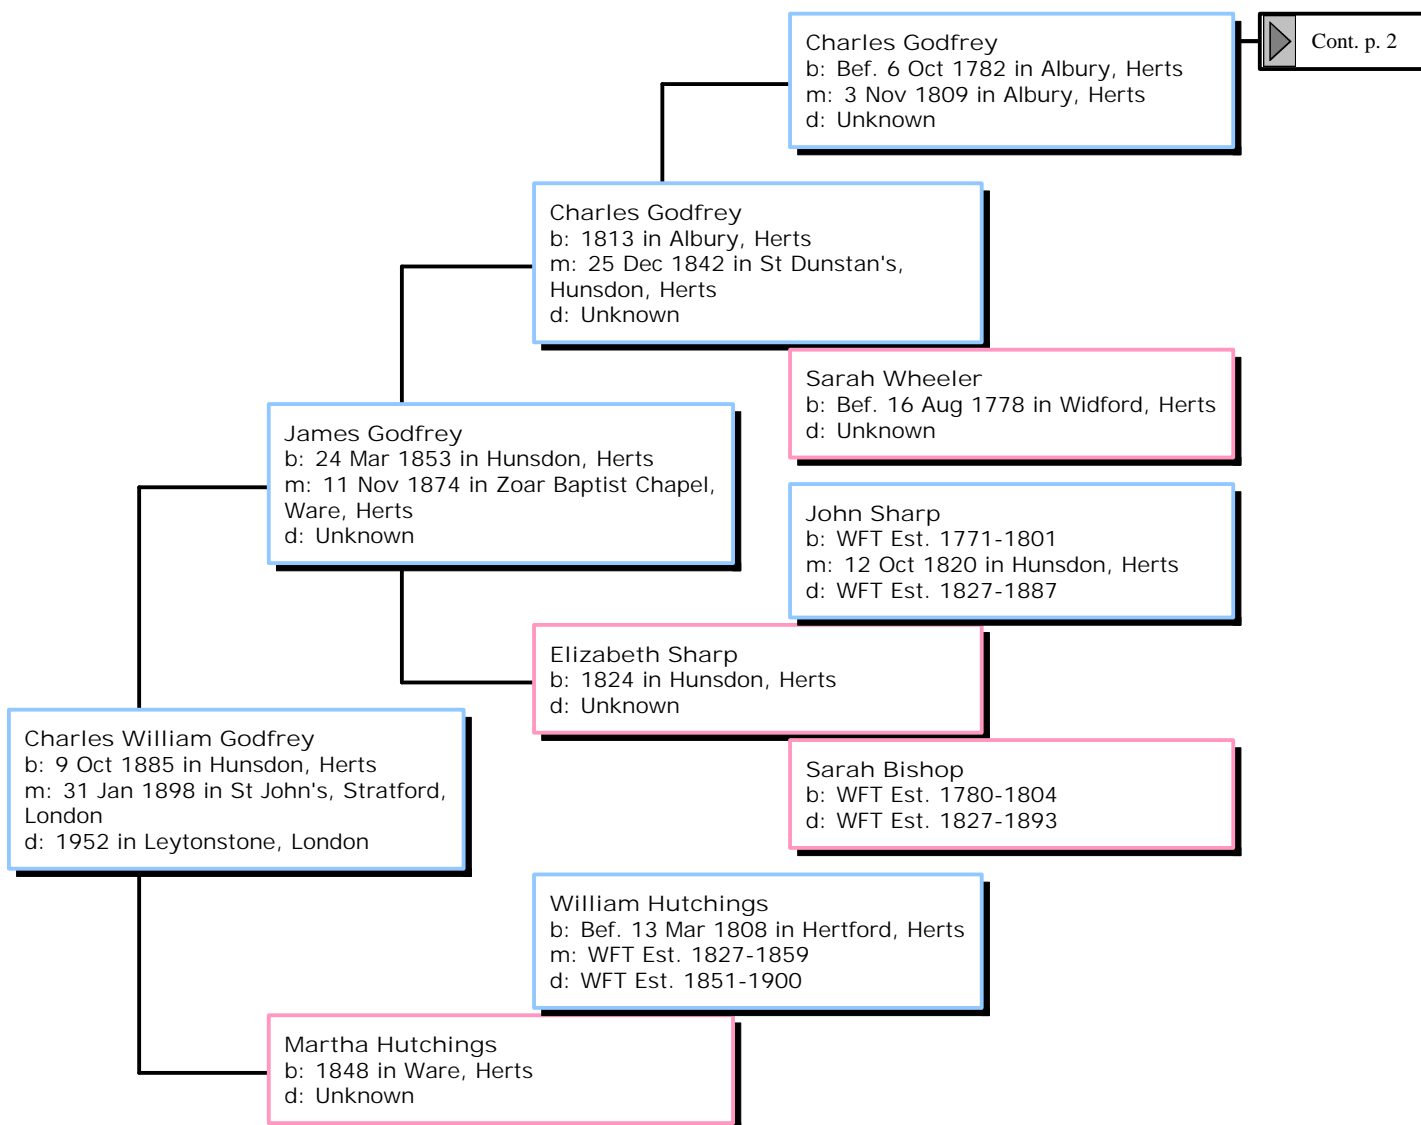 Charles Godfrey
b: Bef. 6 Oct 1782 in Albury, Herts
m: 3 Nov 1809 in Albury, Herts
d: Unknown
Cont. p. 2
Charles Godfrey
b: 1813 in Albury, Herts
m: 25 Dec 1842 in St Dunstan's,
Hunsdon, Herts
d: Unknown
Sarah Wheeler
b: Bef. 16 Aug 1778 in Widford, Herts
d: Unknown
James Godfrey
b: 24 Mar 1853 in Hunsdon, Herts
m: 11 Nov 1874 in Zoar Baptist Chapel,
Ware, Herts
d: Unknown
John Sharp
b: WFT Est. 1771-1801
m: 12 Oct 1820 in Hunsdon, Herts
d: WFT Est. 1827-1887
Elizabeth Sharp
b: 1824 in Hunsdon, Herts
d: Unknown
Charles William Godfrey
b: 9 Oct 1885 in Hunsdon, Herts
m: 31 Jan 1898 in St John's, Stratford,
London
d: 1952 in Leytonstone, London
Sarah Bishop
b: WFT Est. 1780-1804
d: WFT Est. 1827-1893
William Hutchings
b: Bef. 13 Mar 1808 in Hertford, Herts
m: WFT Est. 1827-1859
d: WFT Est. 1851-1900
Martha Hutchings
b: 1848 in Ware, Herts
d: Unknown